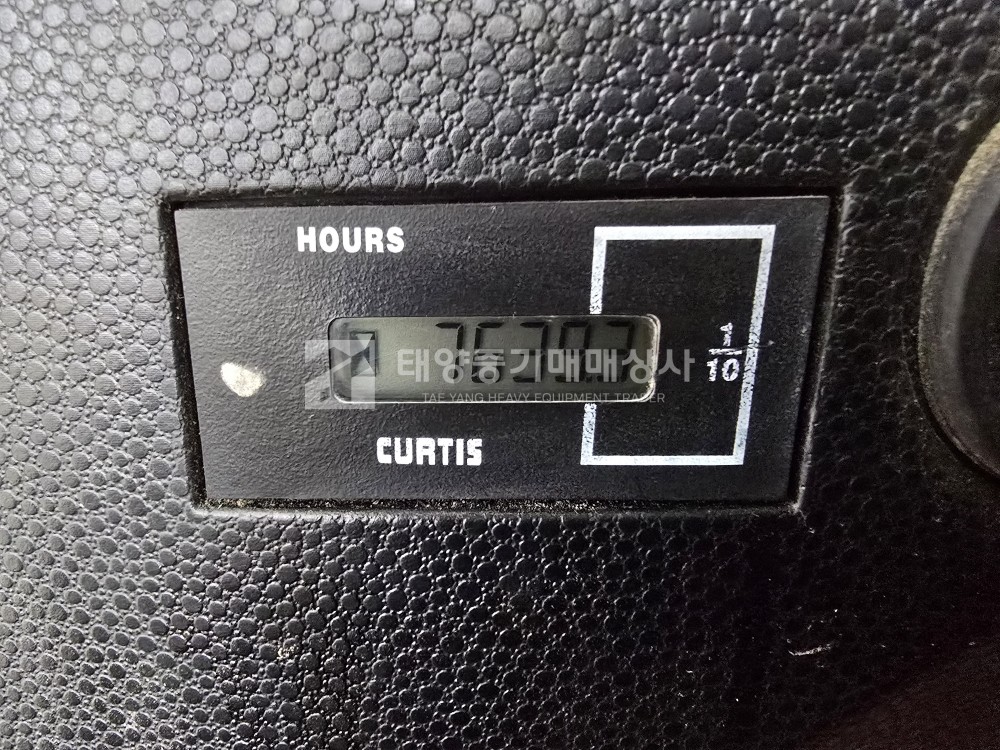 HOURS
태양중기매매상사
TAE YANG HEAVY EQUIPMENT TRADER
1
10
CURTIS